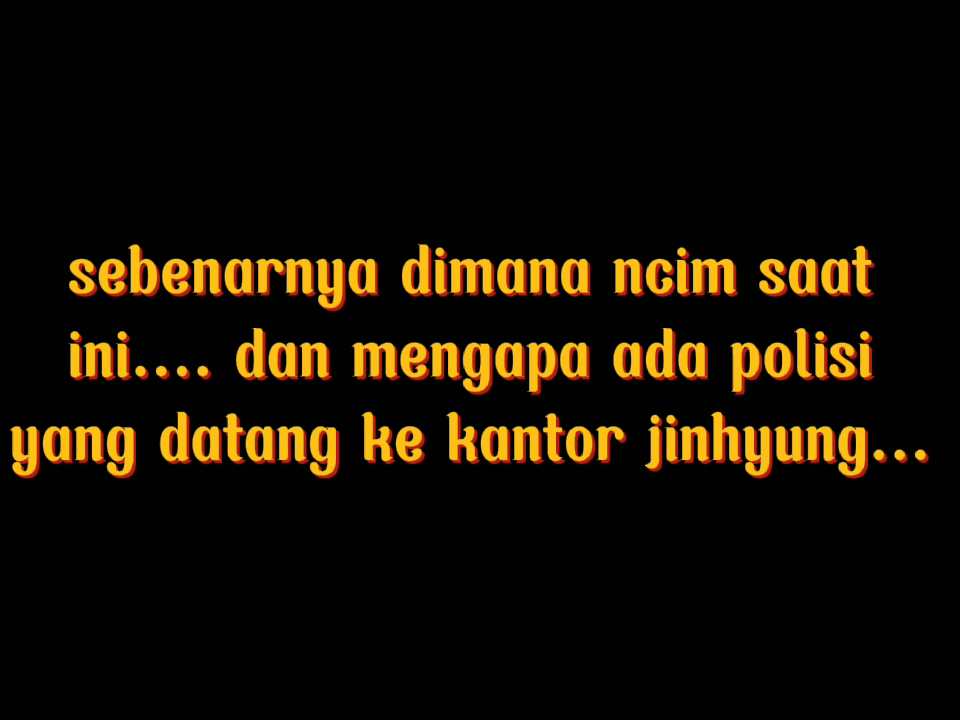 sebenarnya dimana ncim saat
ini.... dan mengapa ada polisi
yang datang ke kantor jinhyung...